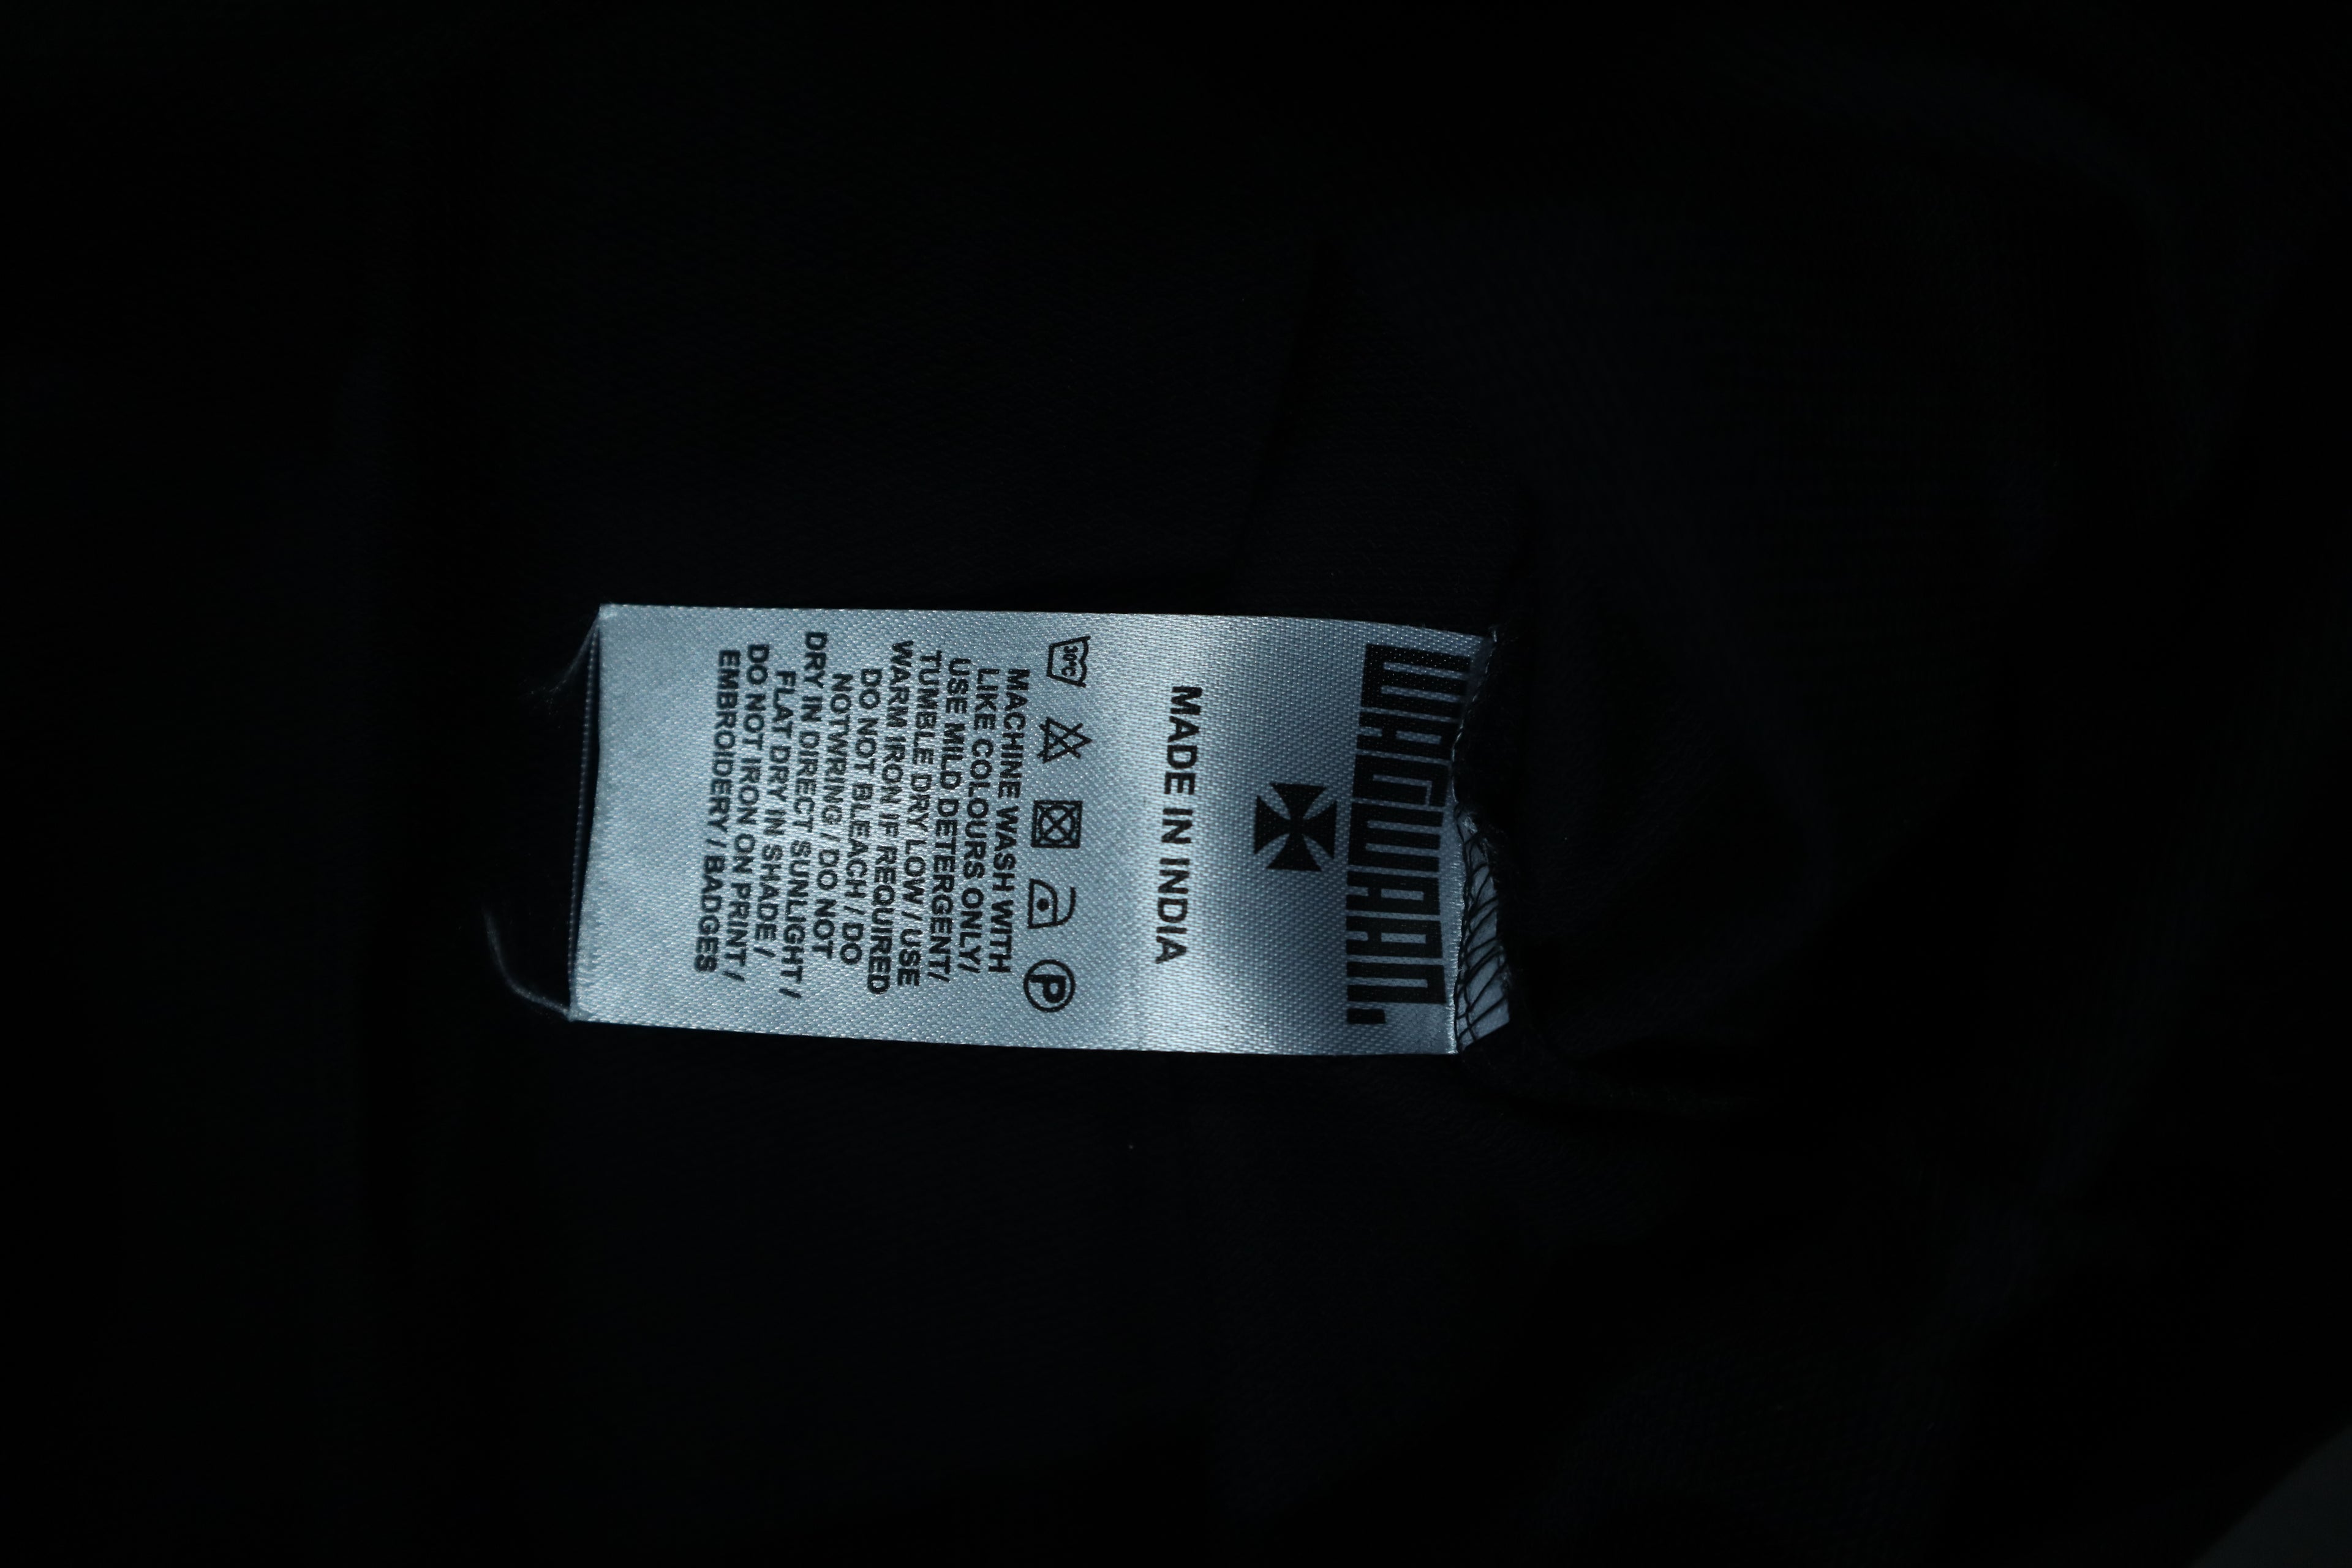 WAGWAAN.
MADE IN INDIA
30°C
P
MACHINE WASH WITH
LIKE COLOURS ONLY/
USE MILD DETERGENT/
TUMBLE DRY LOW / USE
WARM IRON IF REQUIRED
DO NOT BLEACH / DO
NOTWRING / DO NOT
DRY IN DIRECT SUNLIGHT /
FLAT DRY IN SHADE /
DO NOT IRON ON PRINT /
EMBROIDERY / BADGES